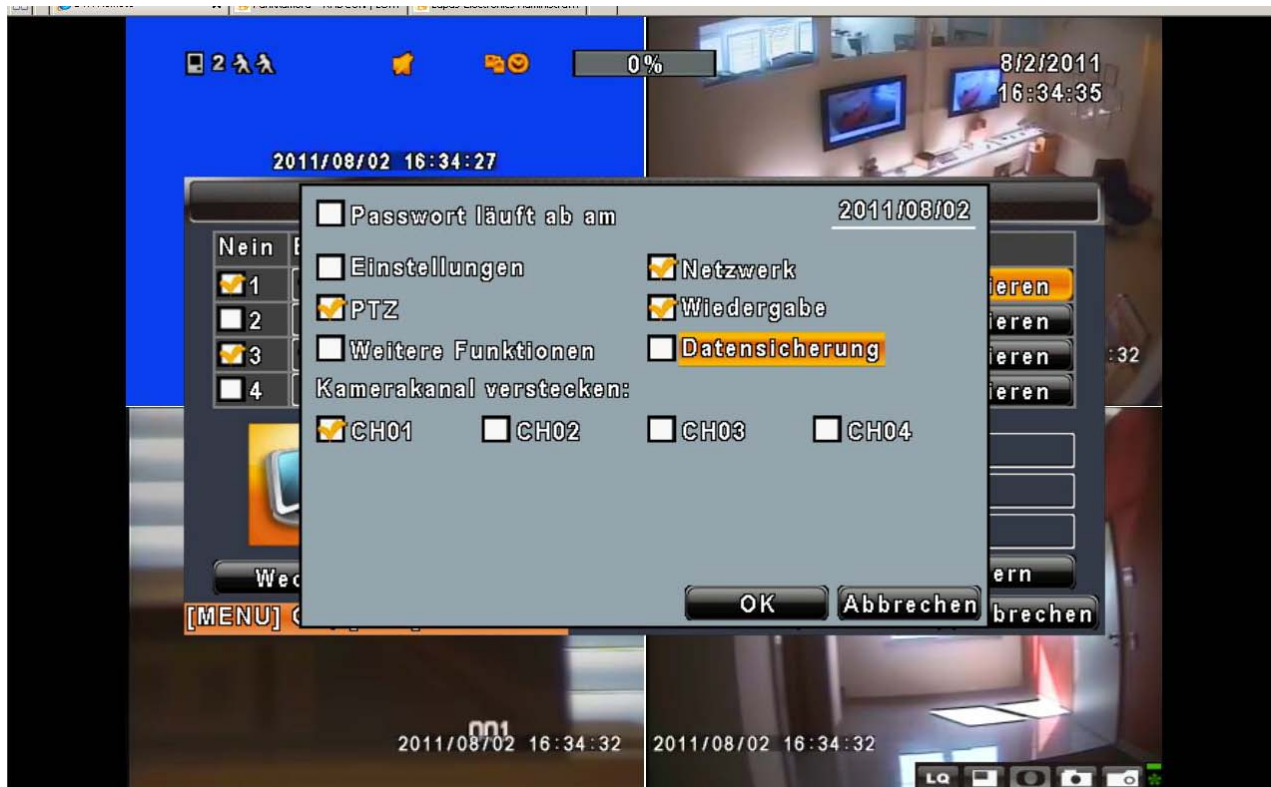 2
0%
8/2/2011
16:34:35
2011/08/02 16:34:27
Passwort läuft ab am 2011/08/02
Nein
Einstellungen Netzwerk
1 ieren
PTZ Wiedergabe
2 ieren
Weitere Funktionen Datensicherung
3 ieren :32
Kamerakanal verstecken:
4 ieren
CH01 CH02 CH03 CH04
Wec ern
OK Abbrechen
[MENU] brechen
001
2011/08/02 16:34:32
2011/08/02 16:34:32
LQ